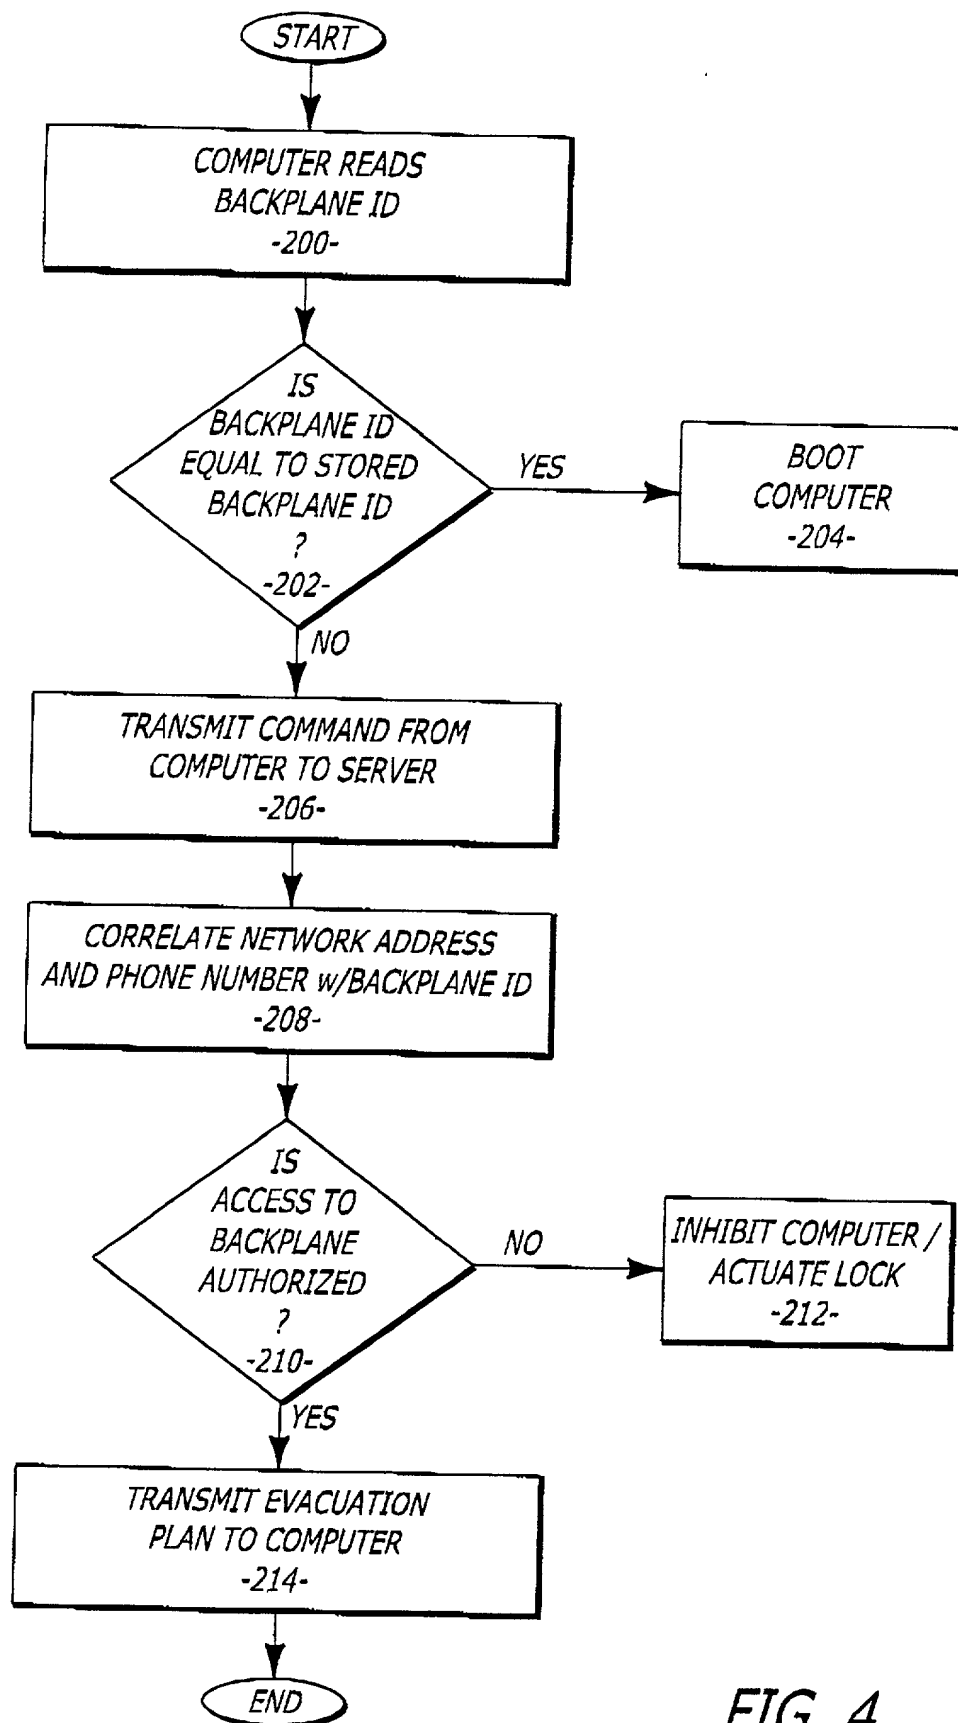 START
COMPUTER READS
BACKPLANE ID
-200-
IS
BACKPLANE ID
EQUAL TO STORED
BACKPLANE ID
?
-202-
YES
BOOT
COMPUTER
-204-
NO
TRANSMIT COMMAND FROM
COMPUTER TO SERVER
-206-
CORRELATE NETWORK ADDRESS
AND PHONE NUMBER w/BACKPLANE ID
-208-
IS
ACCESS TO
BACKPLANE
AUTHORIZED
?
-210-
NO
INHIBIT COMPUTER /
ACTUATE LOCK
-212-
YES
TRANSMIT EVACUATION
PLAN TO COMPUTER
-214-
END
FIG. 4